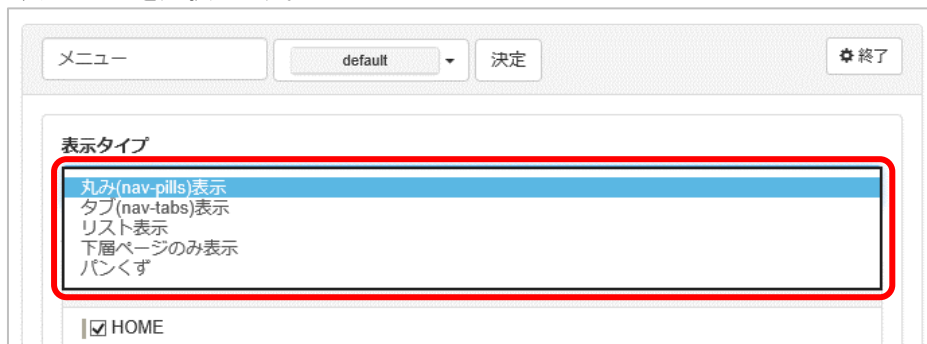 メニュー default 決定 終了
表示タイプ
丸み(nav-pills)表示
タブ(nav-tabs)表示
リスト表示
下層ページのみ表示
パンくず
HOME